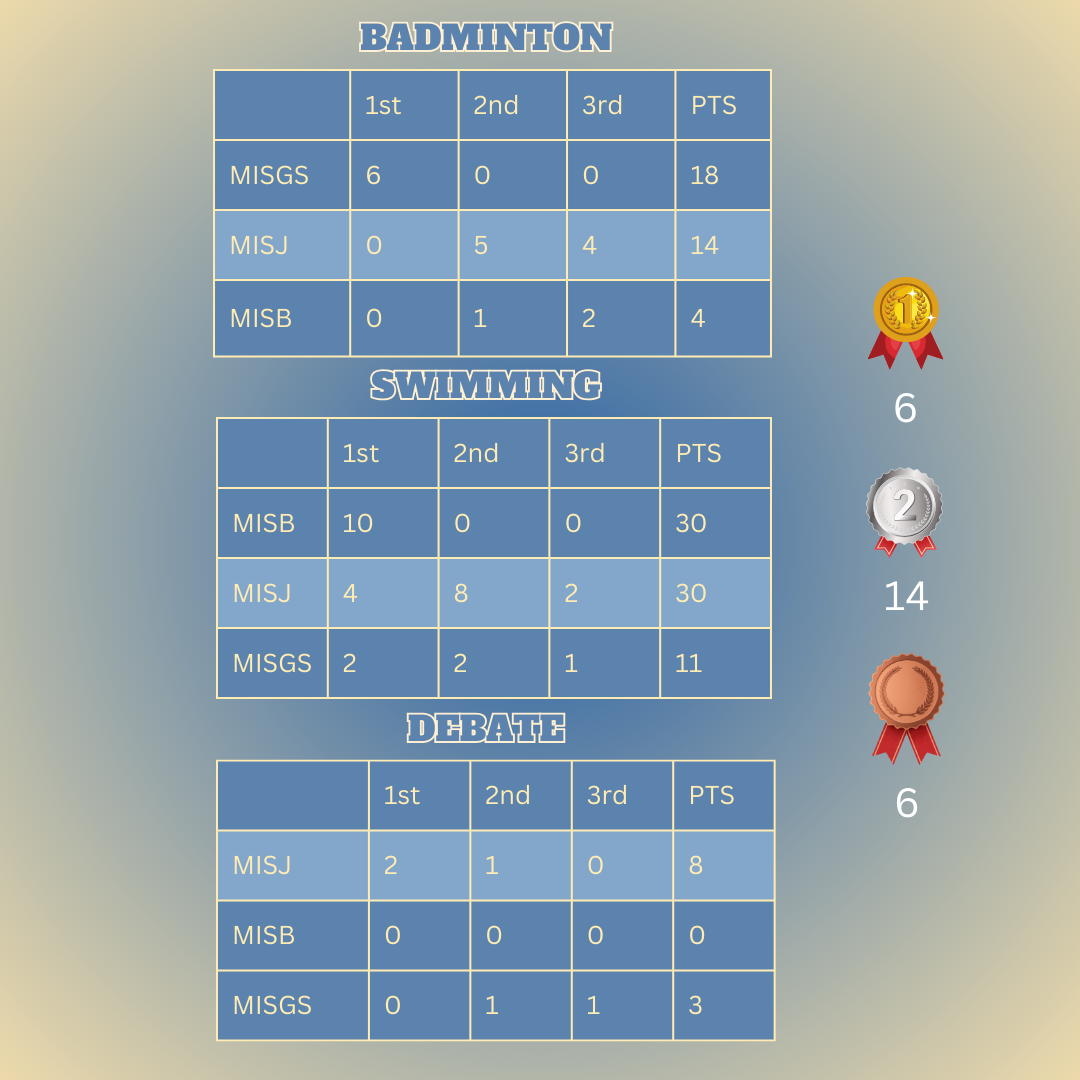 BADMINTON
1st 2nd 3rd PTS
MISGS 6 0 0 18
MISJ 0 5 4 14
MISB 0 1 2 4
SWIMMING
1st 2nd 3rd PTS
MISB 10 0 0 30
MISJ 4 8 2 30
MISGS 2 2 1 11
DEBATE
1st 2nd 3rd PTS
MISJ 2 1 0 8
MISB 0 0 0 0
MISGS 0 1 1 3
1
6
2
14
6